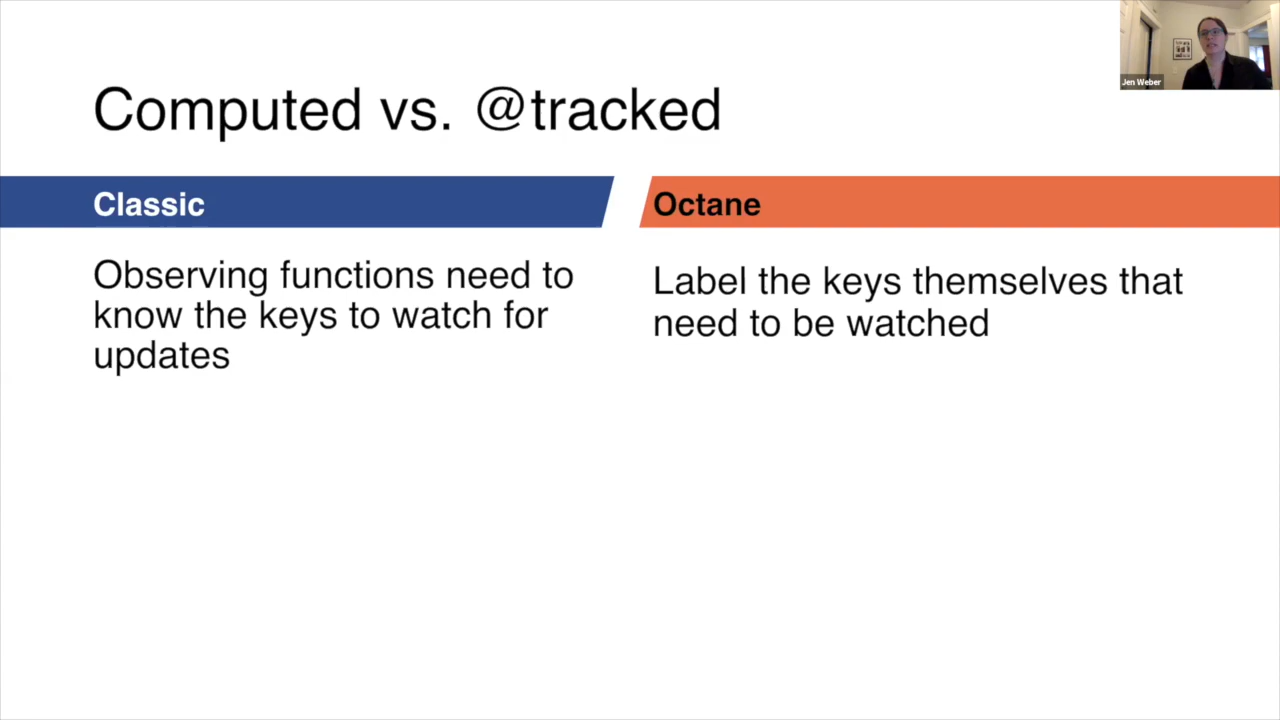 Jen Weber
Computed vs. @tracked
Classic
Octane
Observing functions need to
know the keys to watch for
updates
Label the keys themselves that
need to be watched